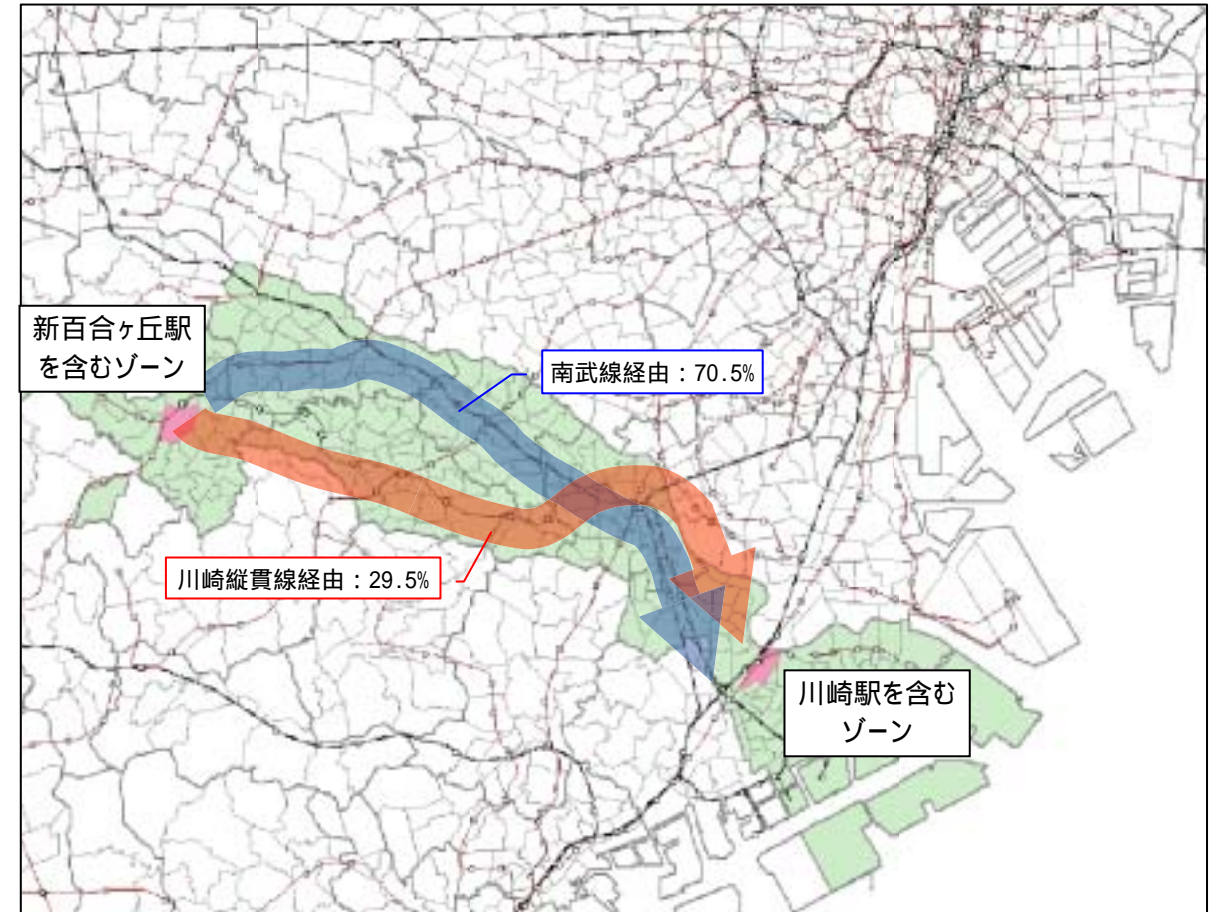 新百合ヶ丘駅
を含むゾーン
南武線経由：70.5%
川崎縦貫線経由：29.5%
川崎駅を含む
ゾーン